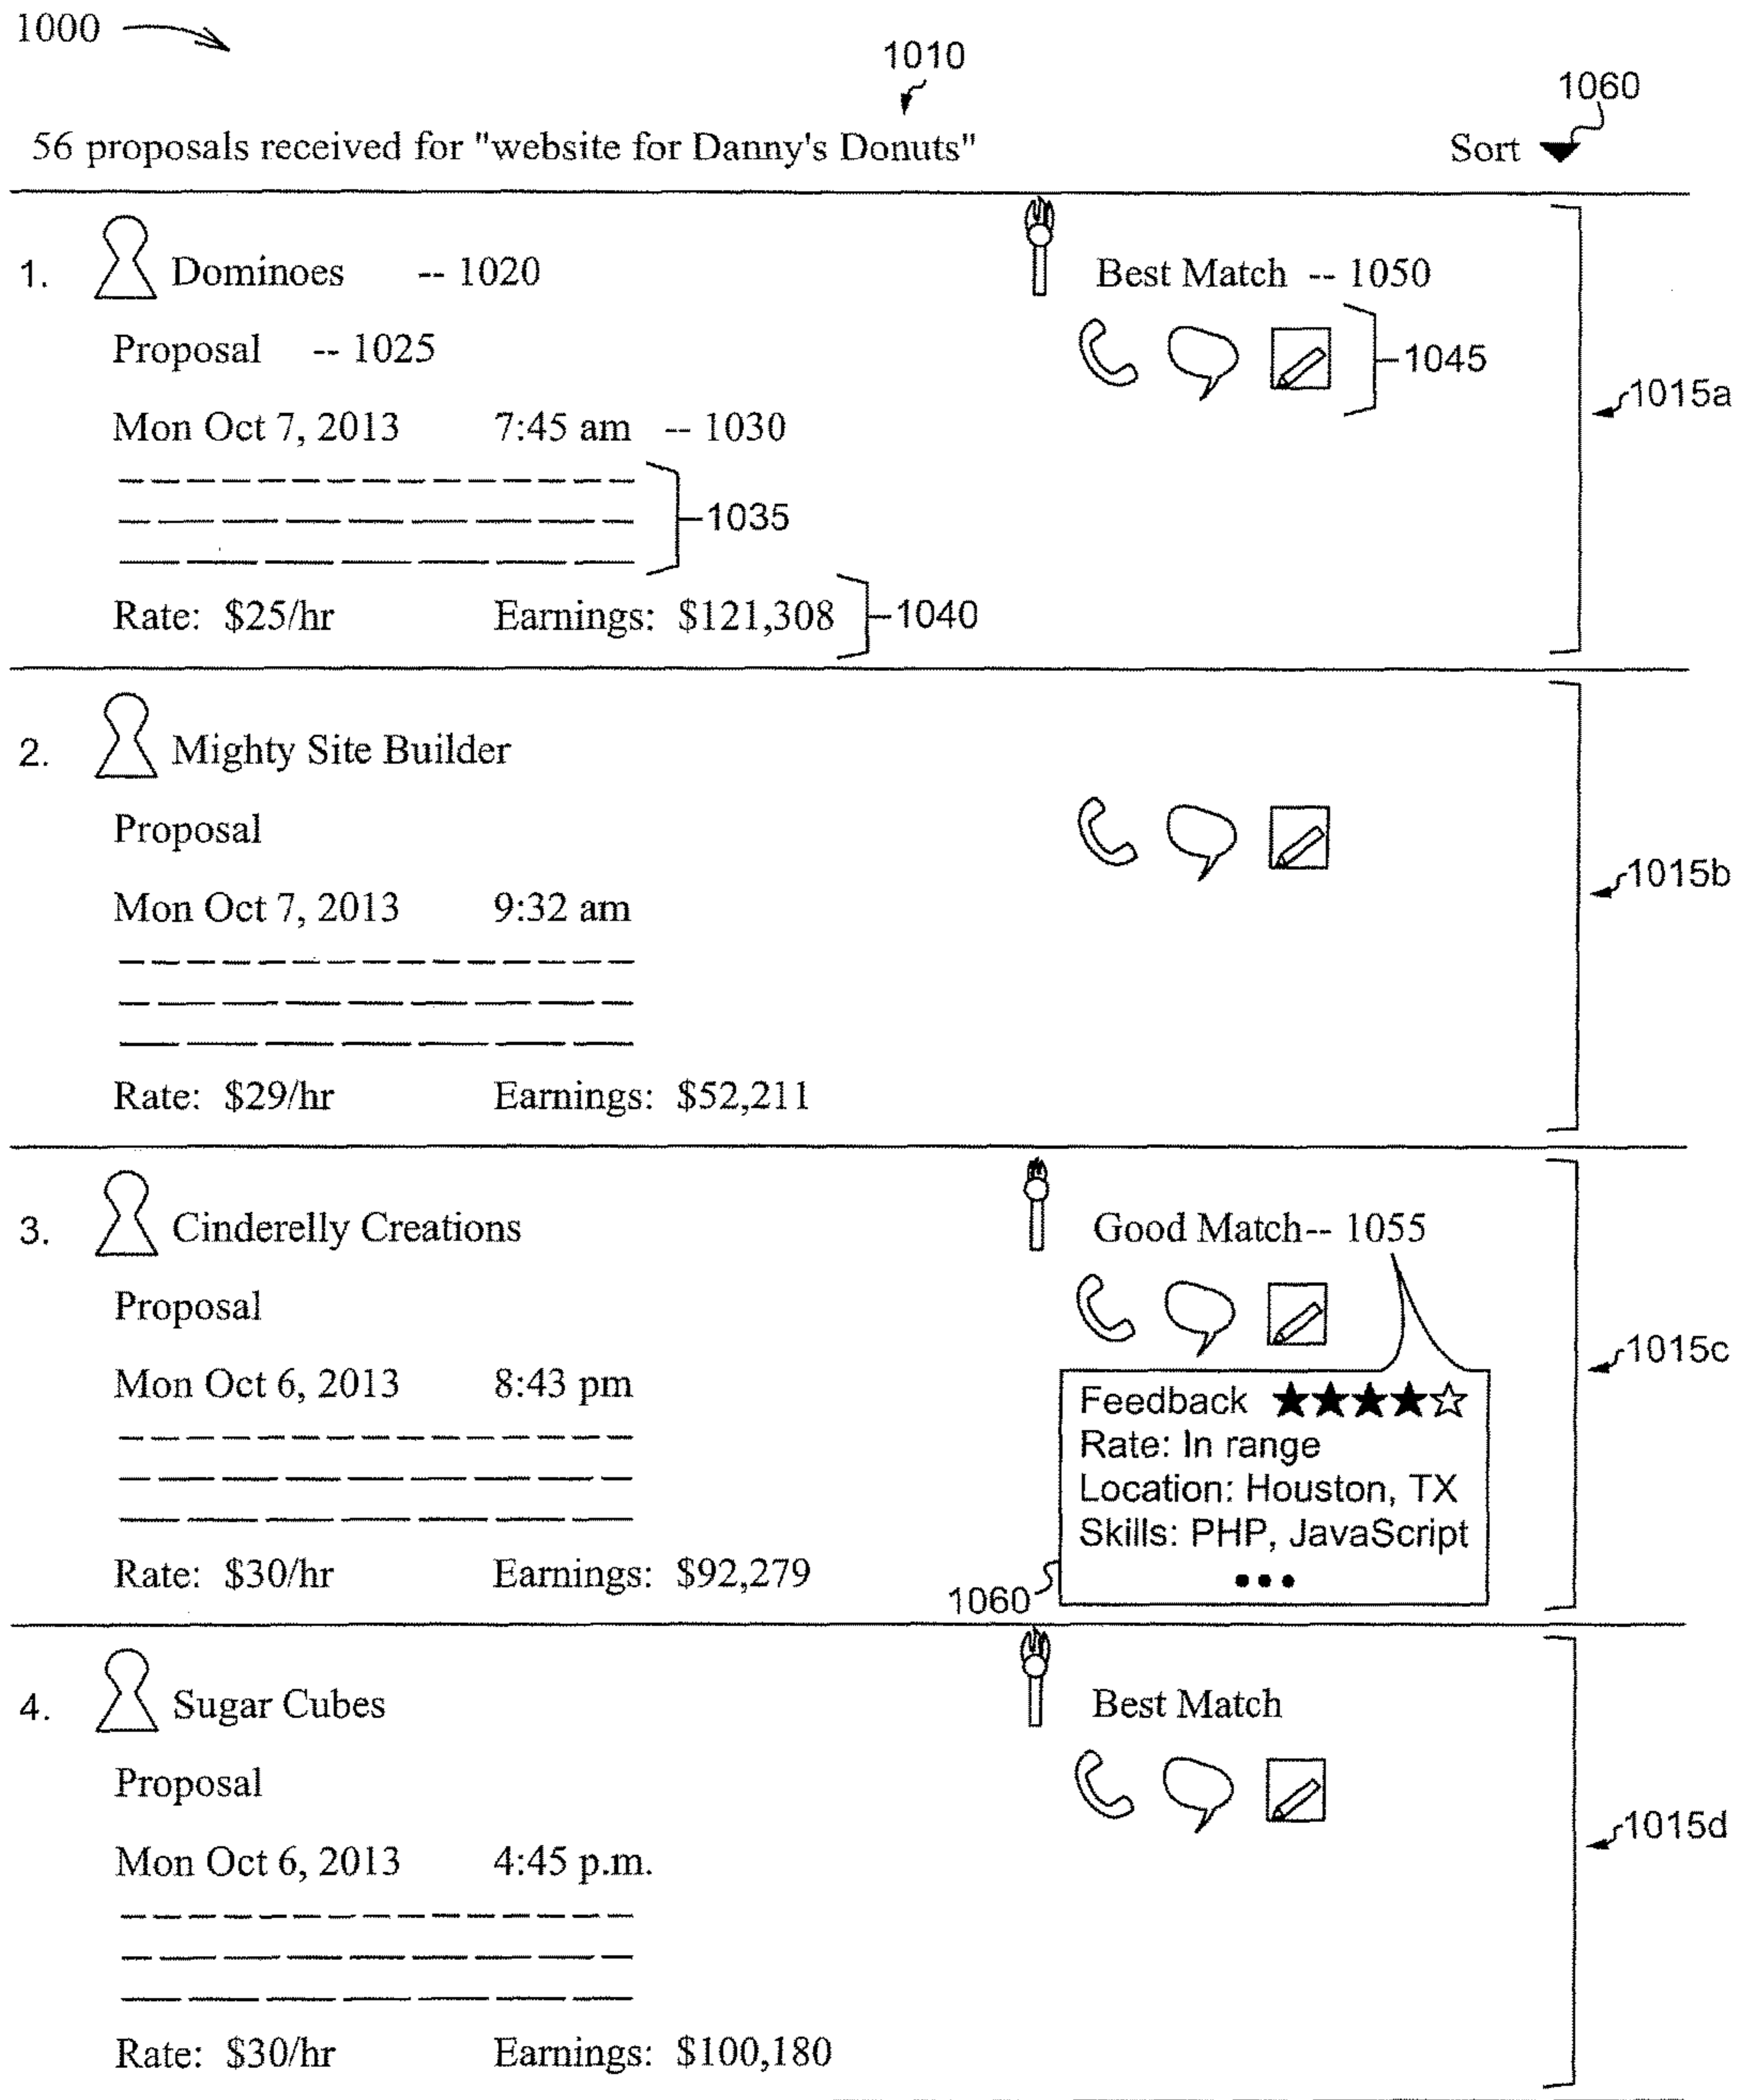 1000
1010
1060
56 proposals received for "website for Danny's Donuts" Sort
1. Dominoes -- 1020 Best Match -- 1050
Proposal -- 1025
1045
1015a
Mon Oct 7, 2013 7:45 am -- 1030
1035
Rate: $25/hr Earnings: $121,308 1040
2. Mighty Site Builder
Proposal
1015b
Mon Oct 7, 2013 9:32 am
Rate: $29/hr Earnings: $52,211
3. Cinderelly Creations Good Match-- 1055
Proposal
1015c
Mon Oct 6, 2013 8:43 pm
Feedback ★★★★☆
Rate: In range
Location: Houston, TX
Skills: PHP, JavaScript
•••
Rate: $30/hr Earnings: $92,279
1060
4. Sugar Cubes Best Match
Proposal
1015d
Mon Oct 6, 2013 4:45 p.m.
Rate: $30/hr Earnings: $100,180